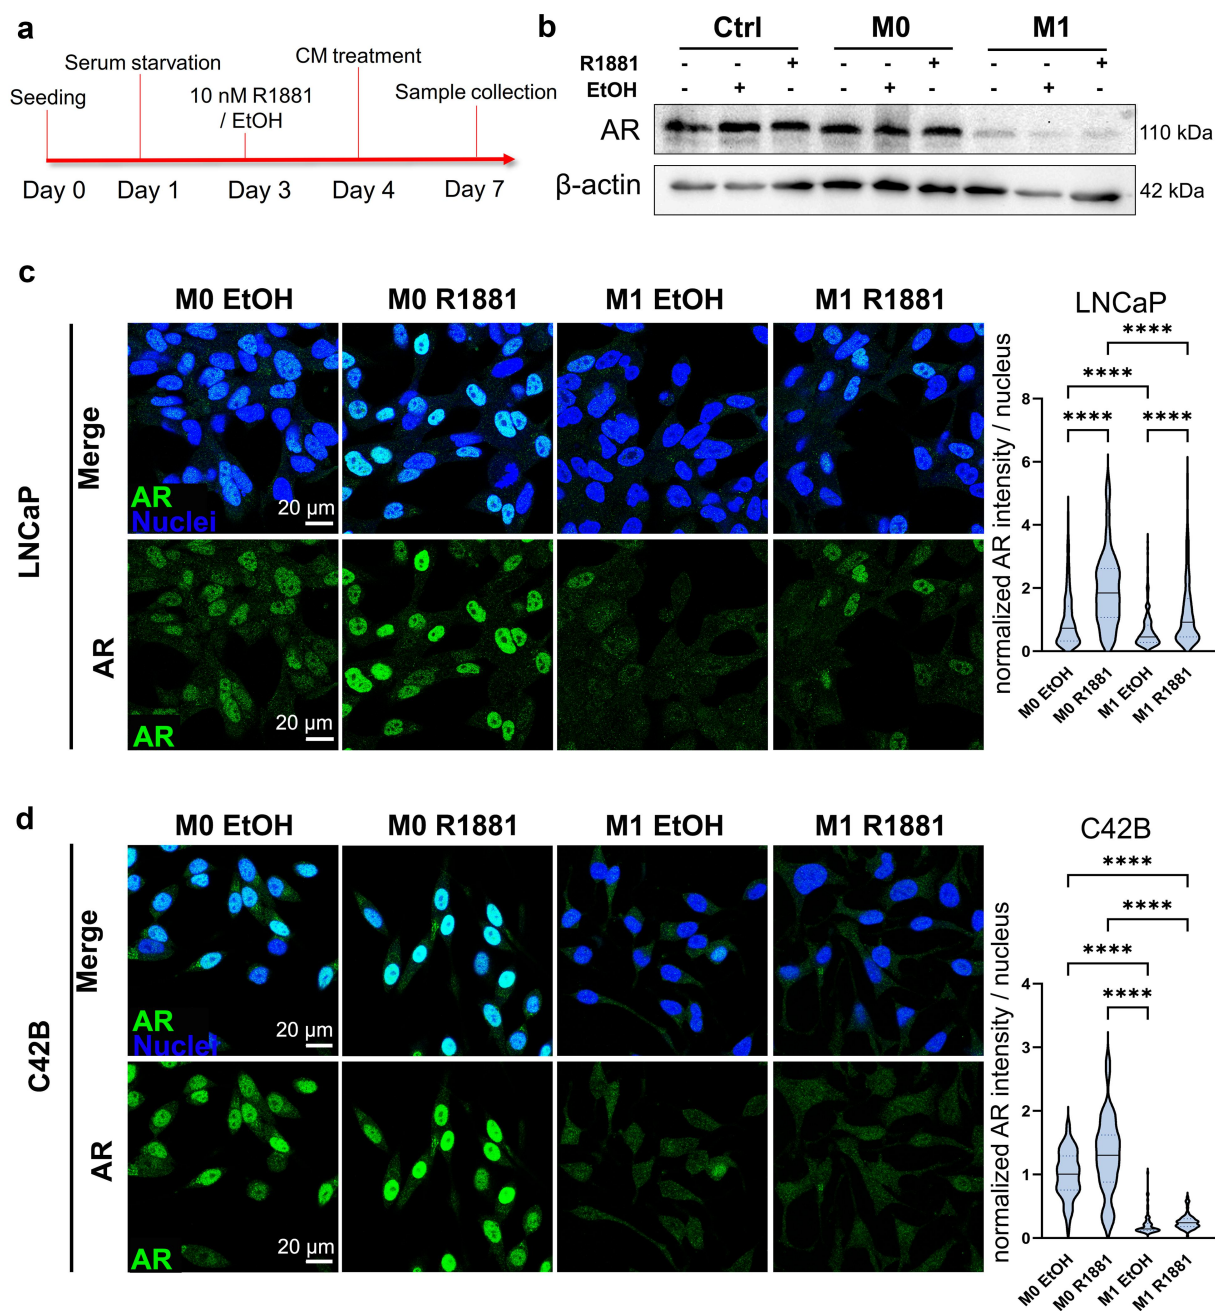 a
Seeding
Serum starvation
10 nM R1881
/ EtOH
CM treatment
Sample collection
Day 0
Day 1
Day 3
Day 4
Day 7
b
Ctrl
M0
M1
R1881 - - + - - + - - +
EtOH - + - - + - - + -
AR
110 kDa
β-actin
42 kDa
c
M0 EtOH
M0 R1881
M1 EtOH
M1 R1881
LNCaP
Merge
AR
Nuclei
20 µm
AR
AR
20 µm
LNCaP
normalized AR intensity / nucleus
****
****
****
****
8
6
4
2
0
M0 EtOH
M0 R1881
M1 EtOH
M1 R1881
d
M0 EtOH
M0 R1881
M1 EtOH
M1 R1881
C42B
Merge
AR
Nuclei
20 µm
AR
AR
20 µm
C42B
normalized AR intensity / nucleus
****
****
****
****
4
3
2
1
0
M0 EtOH
M0 R1881
M1 EtOH
M1 R1881